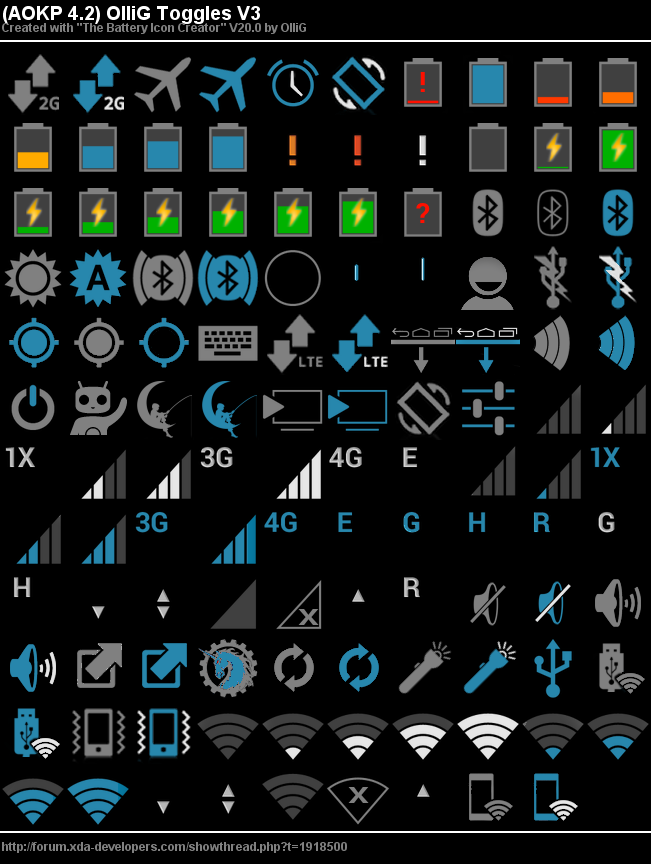 (AOKP 4.2) OlliG Toggles V3
Created with "The Battery Icon Creator" V20.0 by OlliG
2G 2G !
! ! !
?
A
LTE LTE
1X 3G 4G E 1X
3G 4G E G H R G
H X R
X
http://forum.xda-developers.com/showthread.php?t=1918500